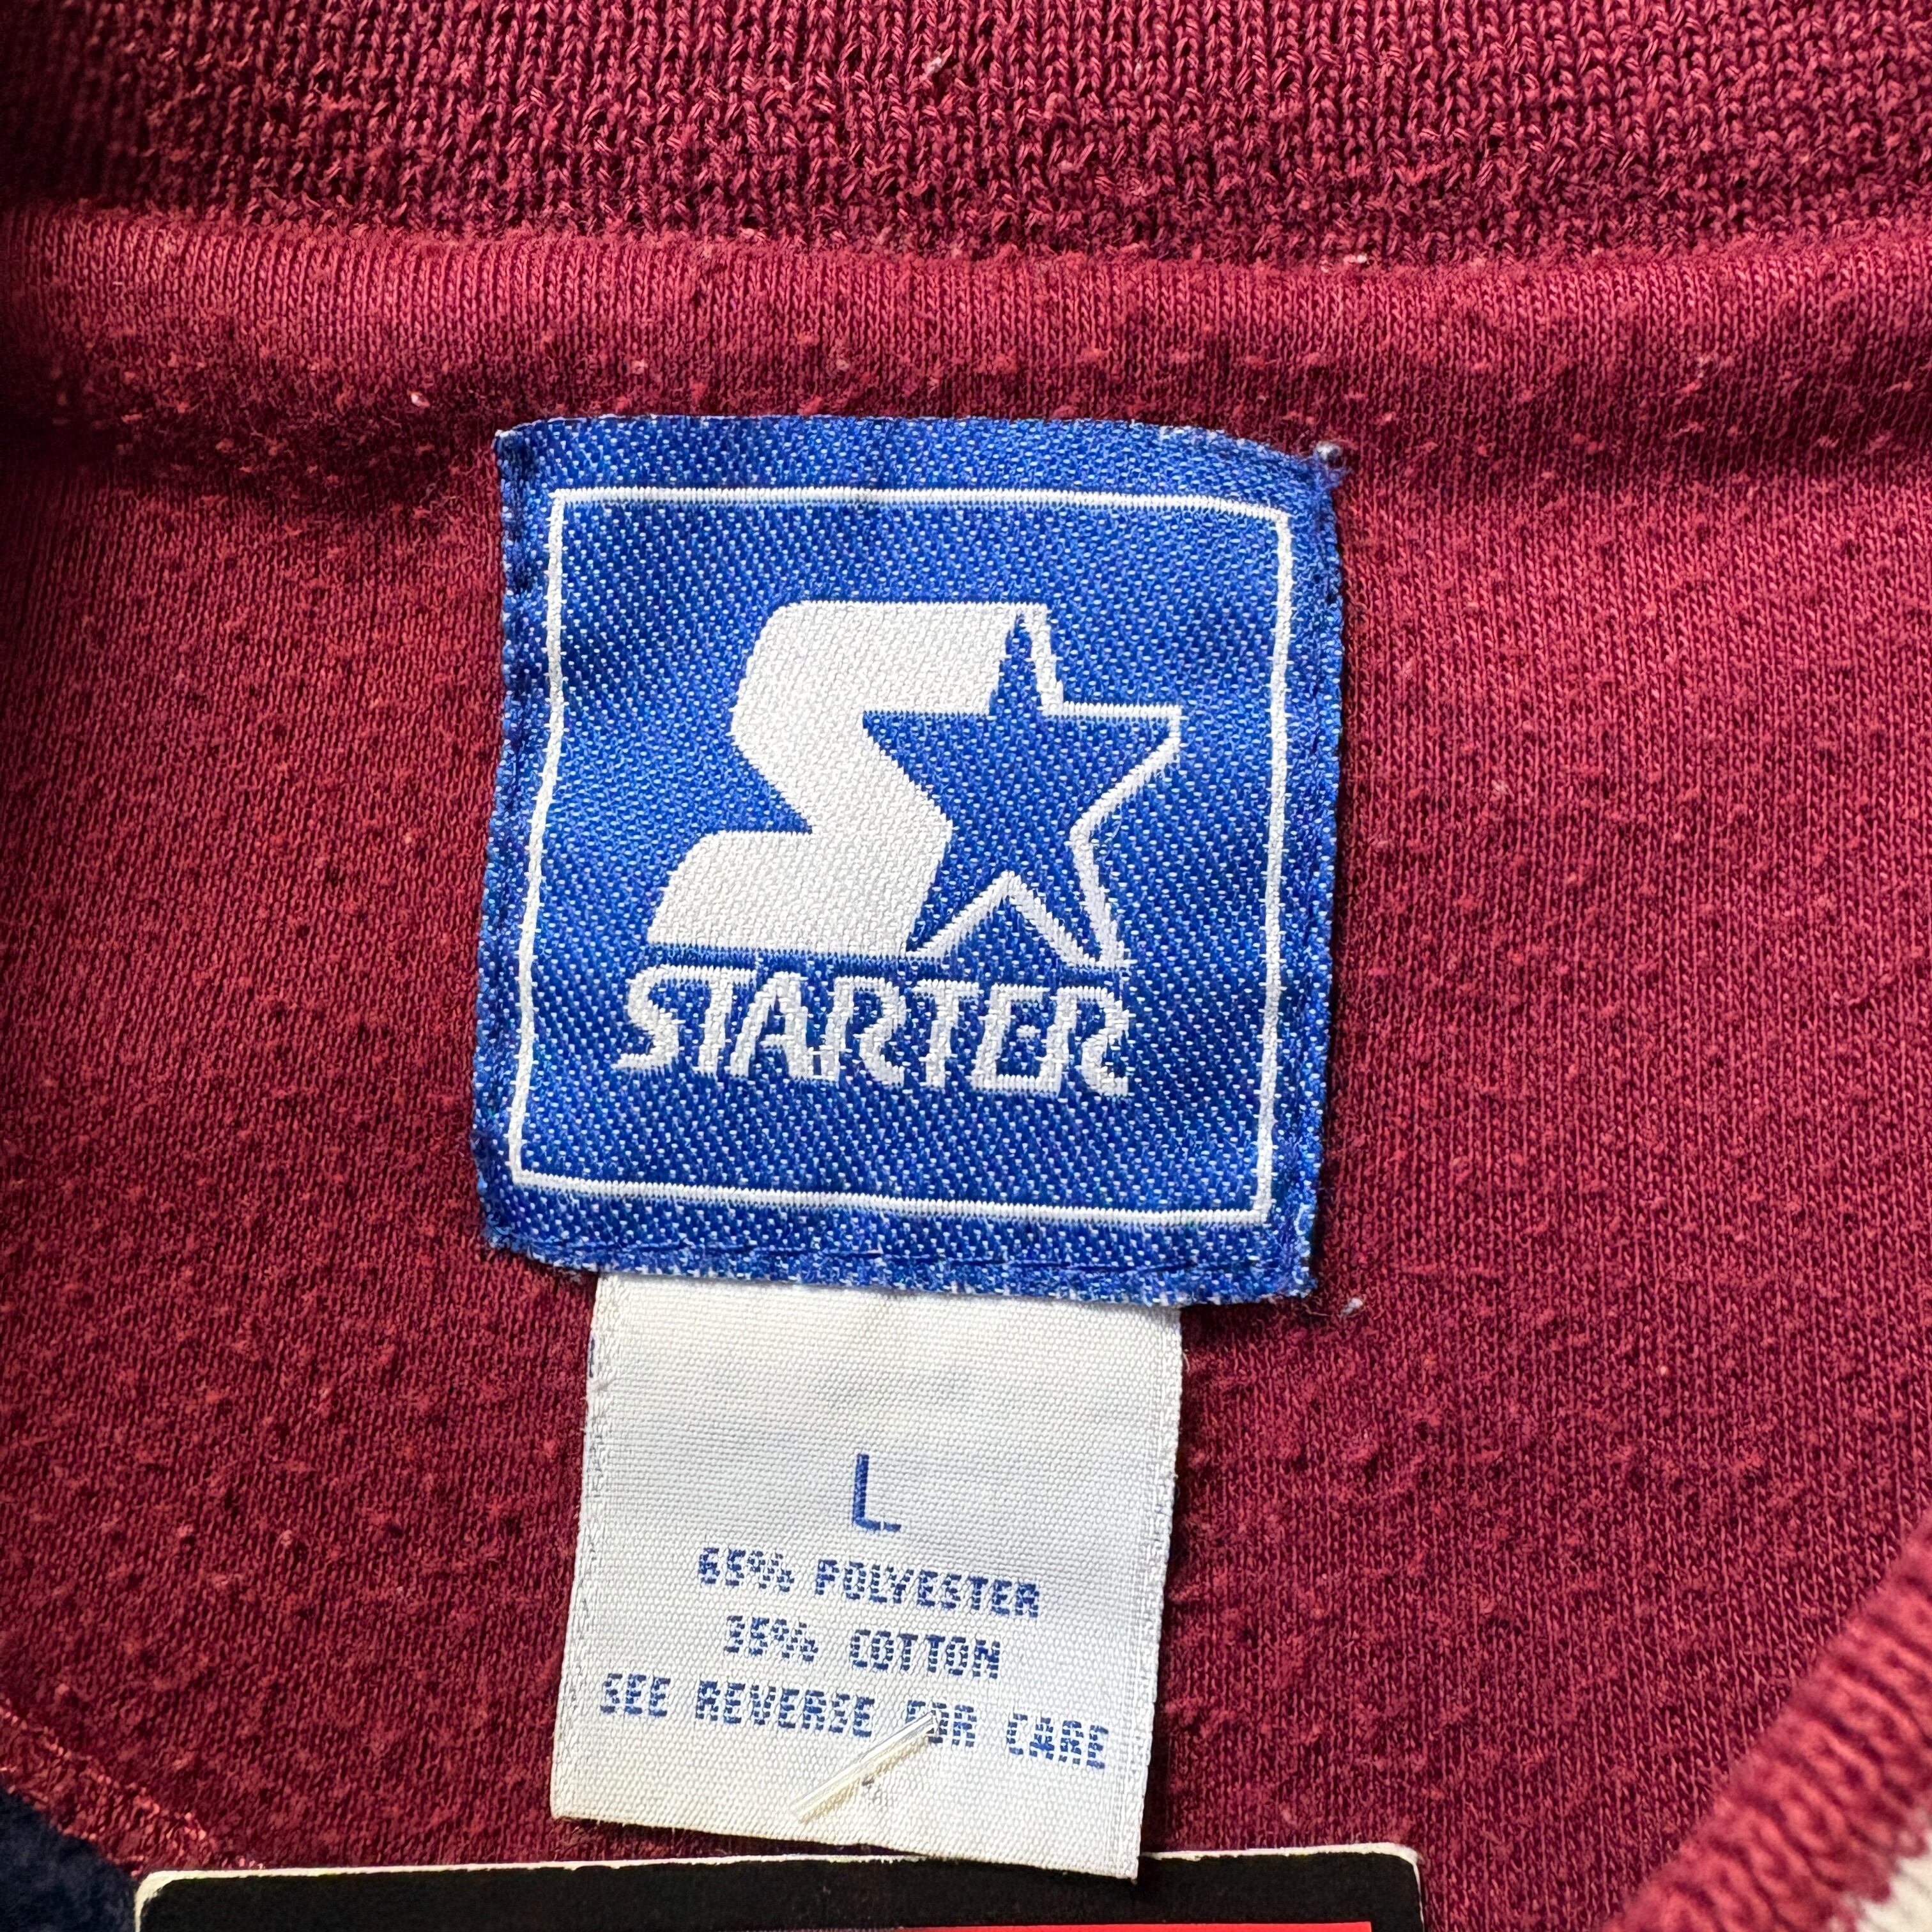 STARTER
L
65% POLYESTER
35% COTTON
SEE REVERSE FOR CARE